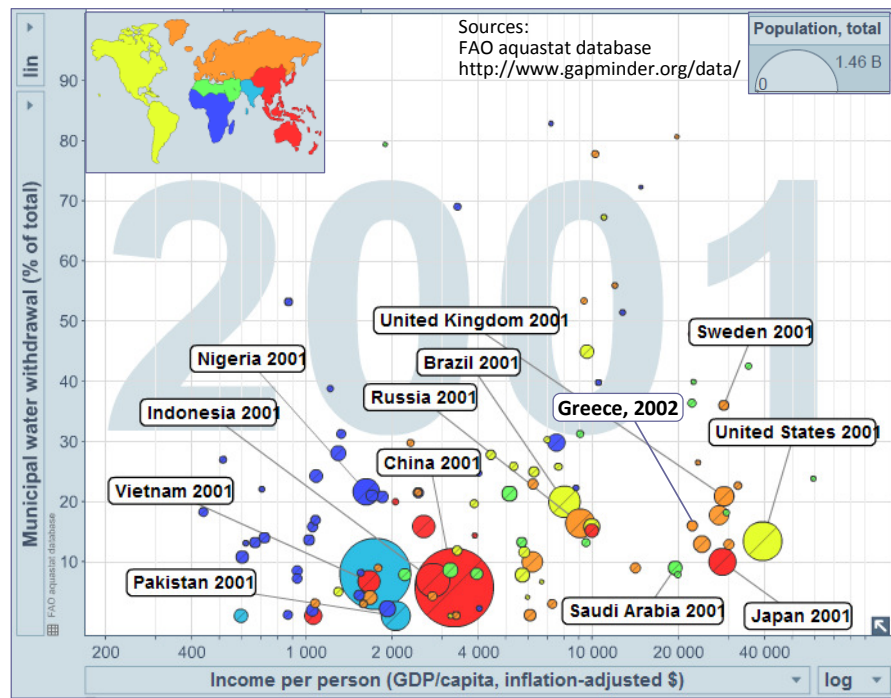 Sources:
FAO aquastat database
http://www.gapminder.org/data/
Population, total
1.46 B
0
lin
Municipal water withdrawal (% of total)
FAO aquastat database
90
80
70
60
50
40
30
20
10
2001
United Kingdom 2001
Sweden 2001
Nigeria 2001
Brazil 2001
Russia 2001
Greece, 2002
Indonesia 2001
United States 2001
China 2001
Vietnam 2001
Pakistan 2001
Saudi Arabia 2001
Japan 2001
200
400
1 000
2 000
4 000
10 000
20 000
40 000
Income per person (GDP/capita, inflation-adjusted $)
log